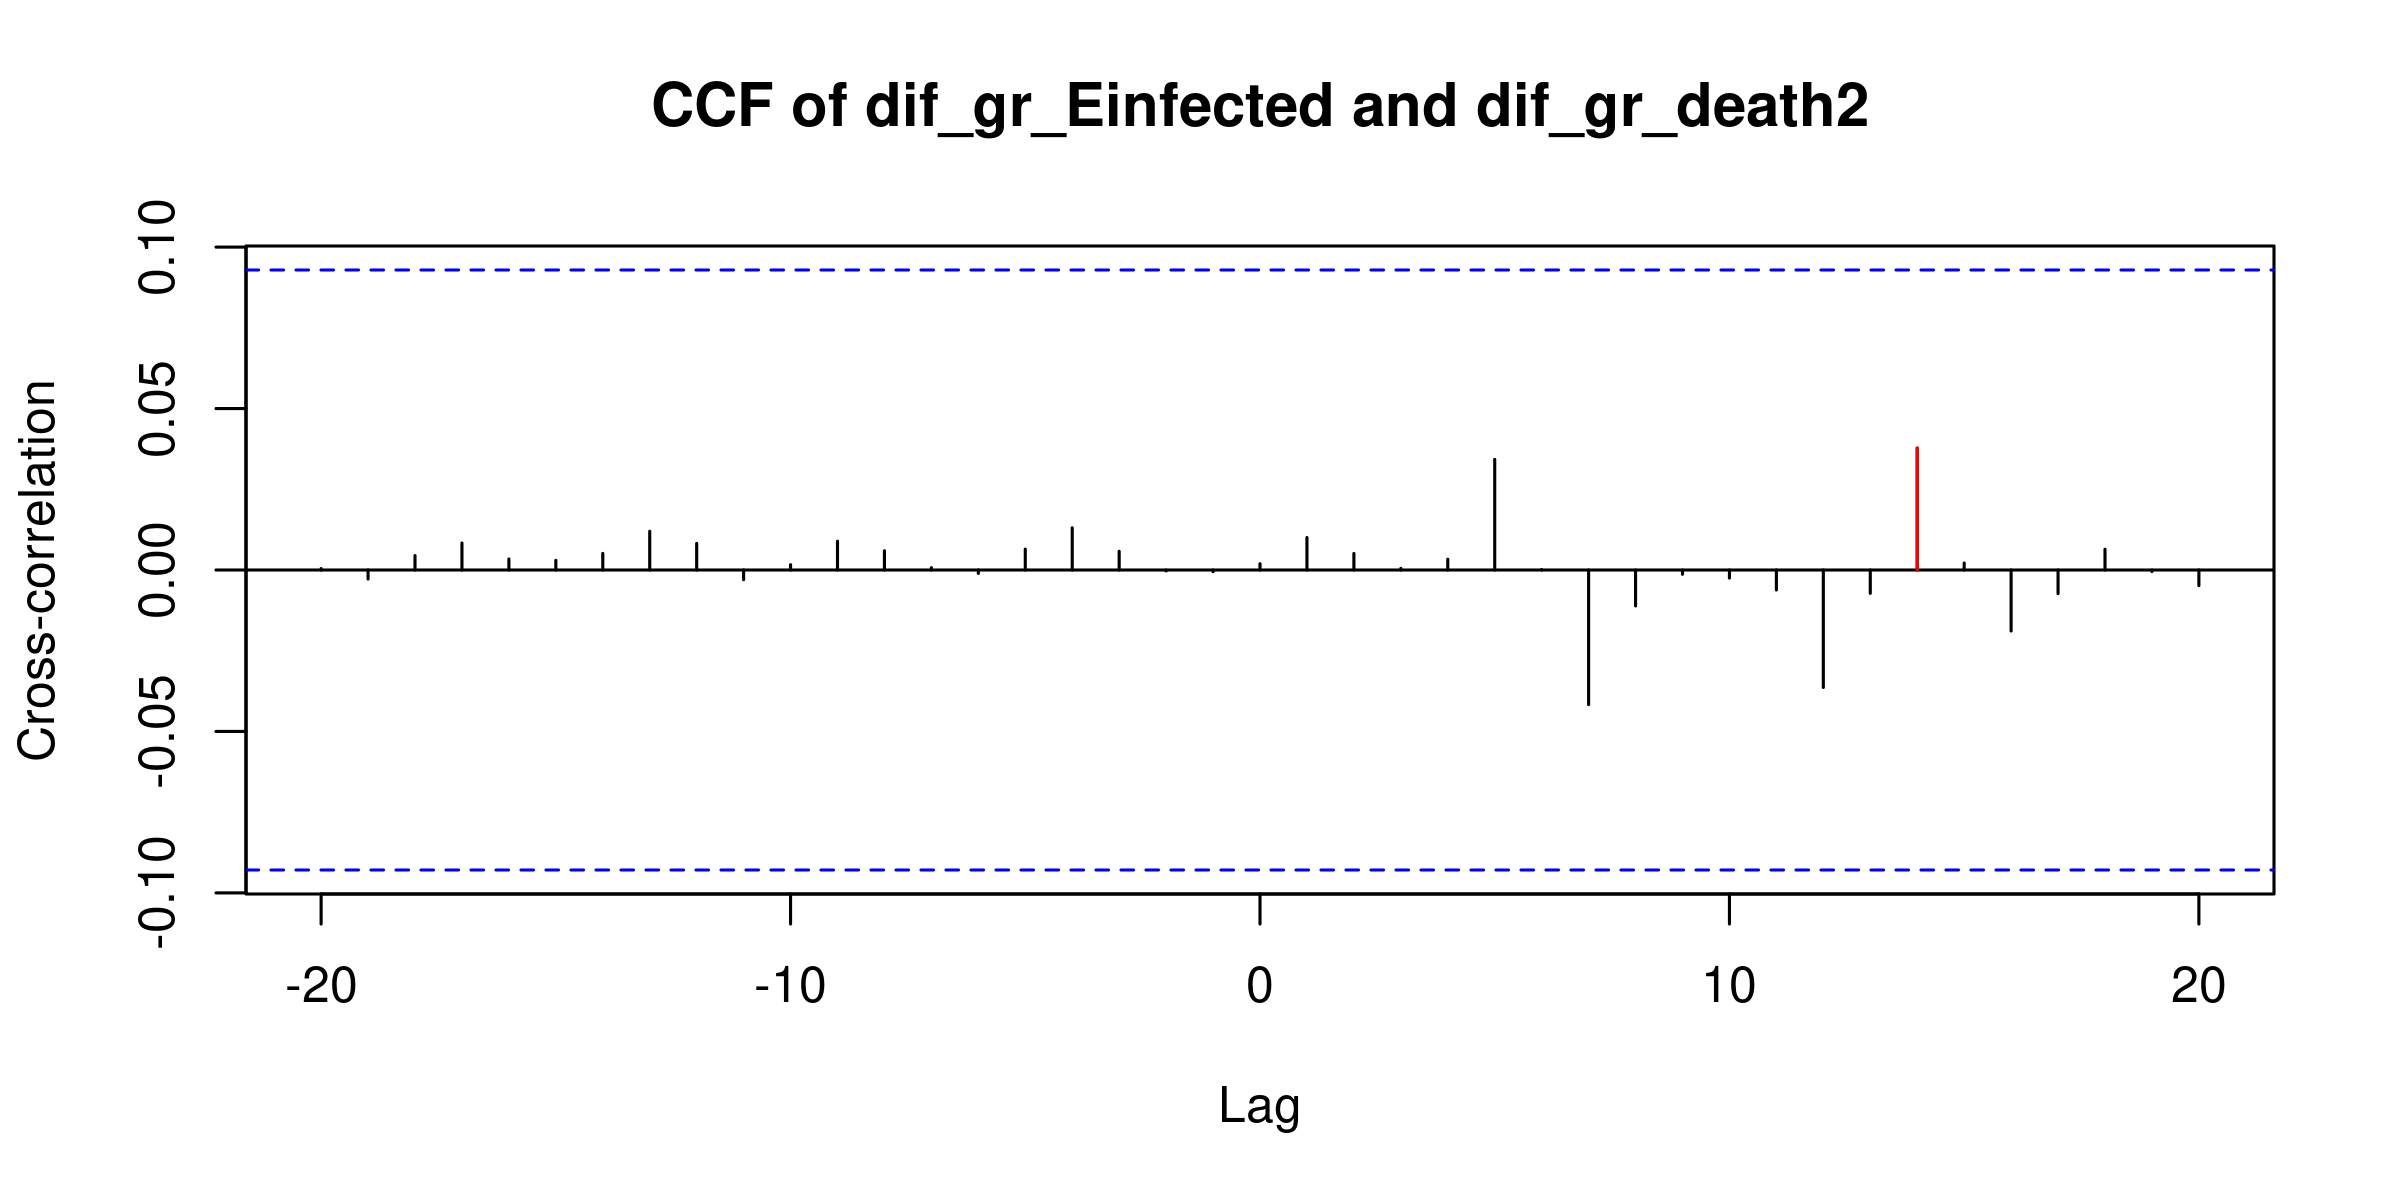 CCF of dif_gr_Einfected and dif_gr_death2
Cross-correlation
0.10
0.05
0.00
-0.05
-0.10
-20 -10 0 10 20
Lag